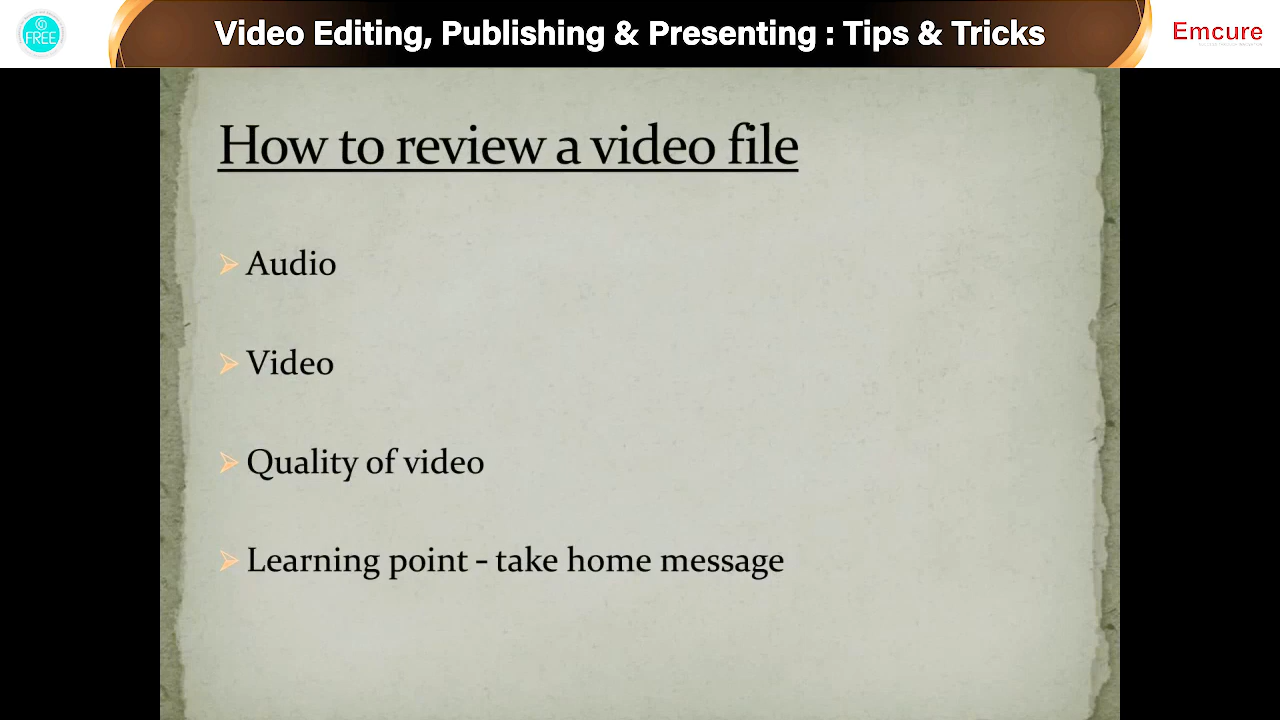 FREE
Video Editing, Publishing & Presenting : Tips & Tricks
Emcure
How to review a video file
Audio
Video
Quality of video
Learning point - take home message